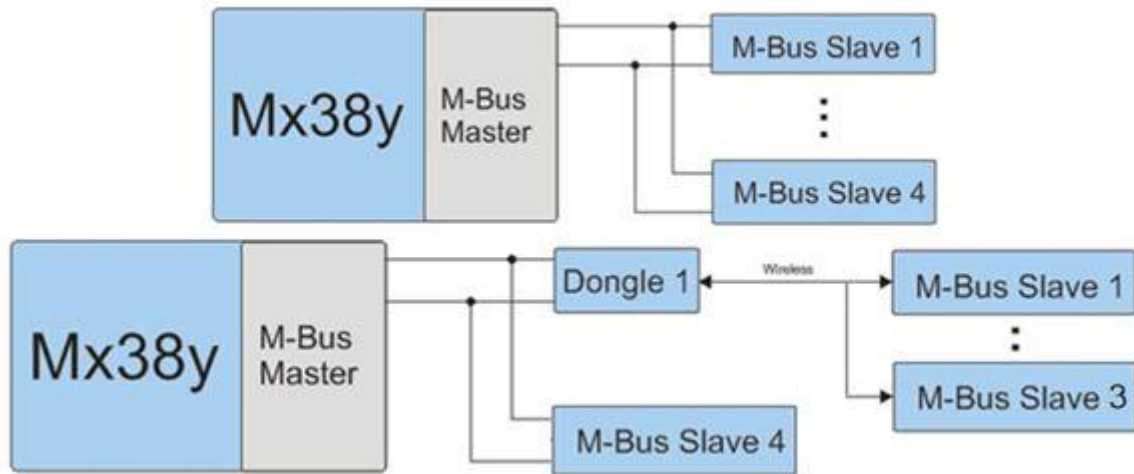 Mx38y
M-Bus
Master
M-Bus Slave 1
M-Bus Slave 4
Mx38y
M-Bus
Master
Dongle 1
Wireless
M-Bus Slave 1
M-Bus Slave 3
M-Bus Slave 4